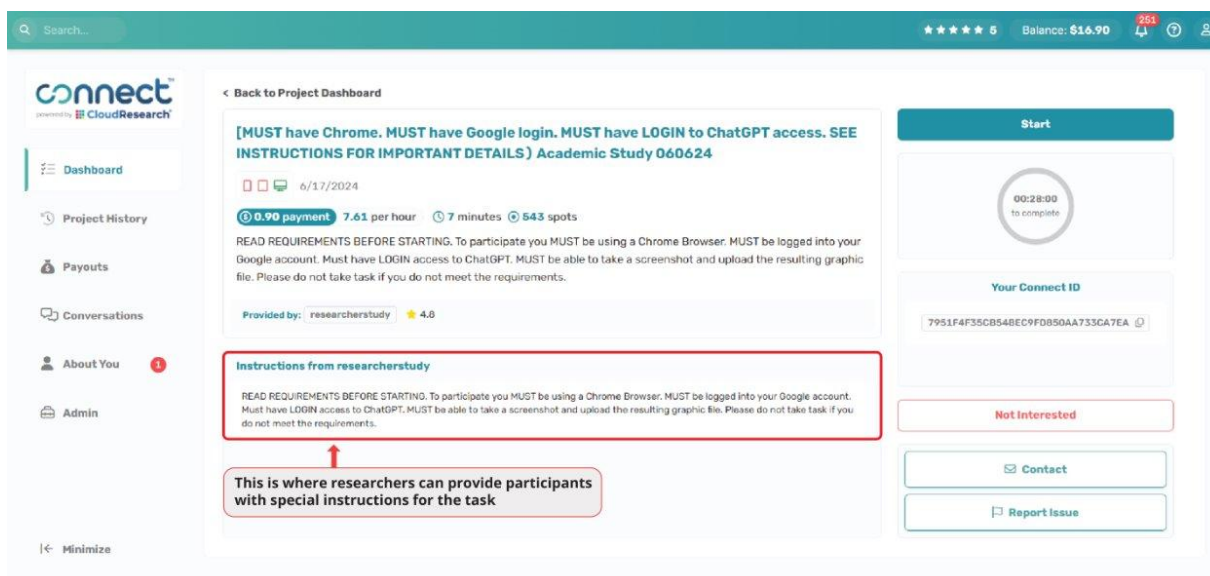 Search...
★★★★★ 5
Balance: $16.90
251
connect™
powered by CloudResearch®
Dashboard
Project History
Payouts
Conversations
About You 1
Admin
Minimize
< Back to Project Dashboard
[MUST have Chrome. MUST have Google login. MUST have LOGIN to ChatGPT access. SEE
INSTRUCTIONS FOR IMPORTANT DETAILS) Academic Study 060624
6/17/2024
0.90 payment 7.61 per hour 7 minutes 543 spots
READ REQUIREMENTS BEFORE STARTING. To participate you MUST be using a Chrome Browser. MUST be logged into your
Google account. Must have LOGIN access to ChatGPT. MUST be able to take a screenshot and upload the resulting graphic
file. Please do not take task if you do not meet the requirements.
Provided by: researcherstudy 4.8
Instructions from researcherstudy
READ REQUIREMENTS BEFORE STARTING. To participate you MUST be using a Chrome Browser. MUST be logged into your Google account.
Must have LOGIN access to ChatGPT. MUST be able to take a screenshot and upload the resulting graphic file. Please do not take task if you
do not meet the requirements.
This is where researchers can provide participants
with special instructions for the task
Start
00:28:00
to complete
Your Connect ID
7951F4F35CB54BEC9FD850AA733CA7EA
Not Interested
Contact
Report Issue